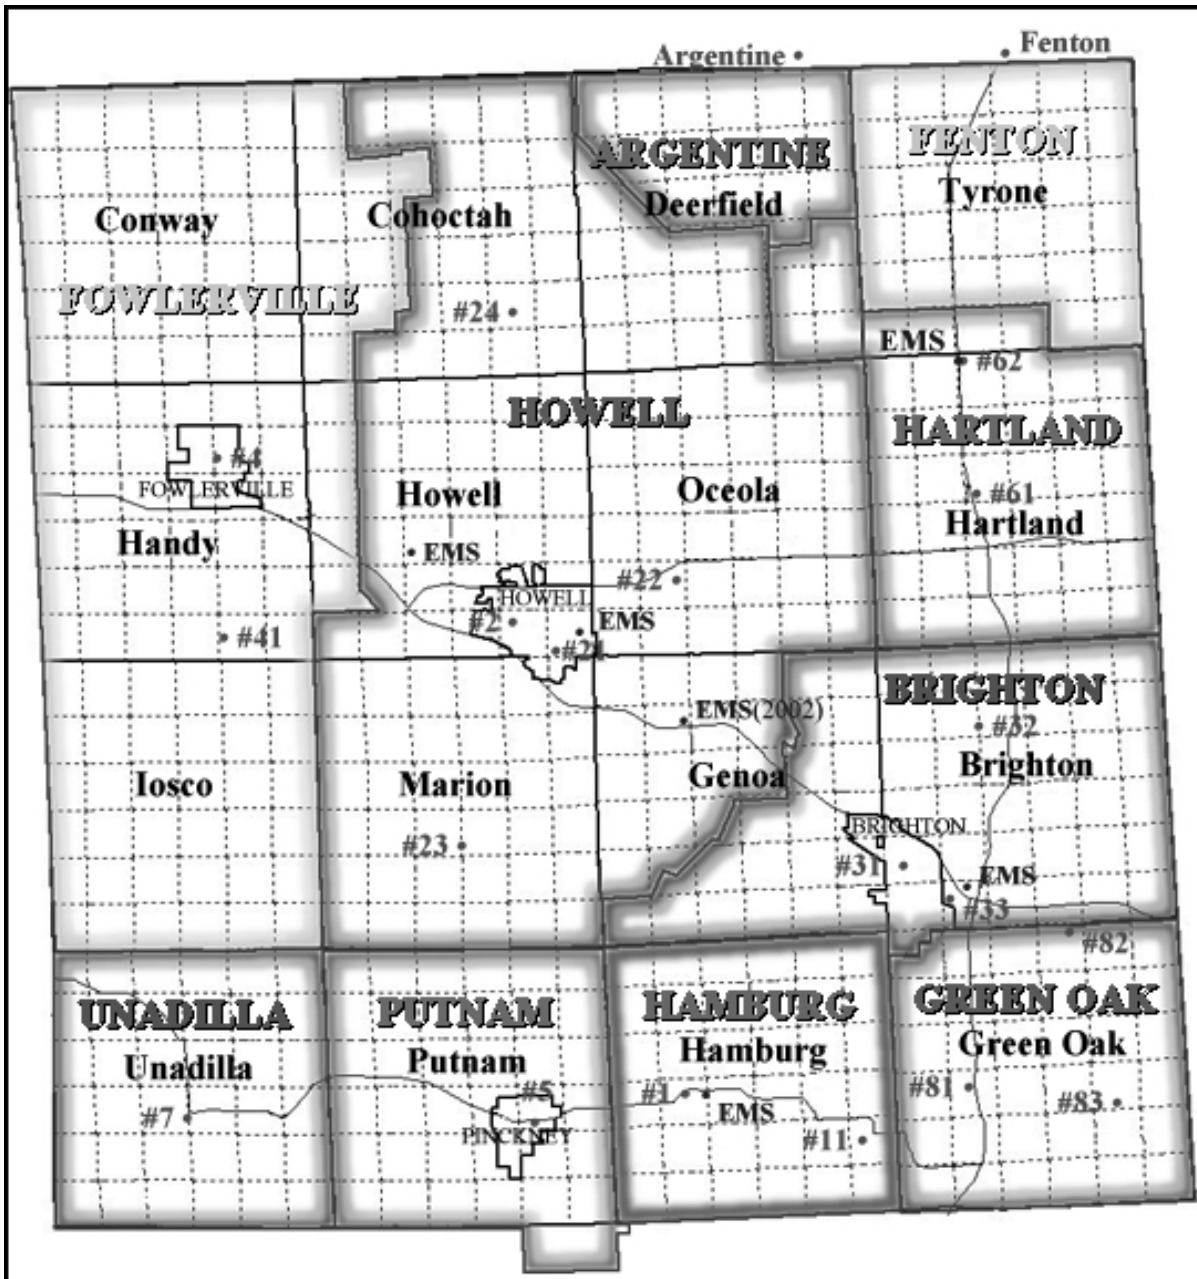 Argentine
Fenton
ARGENTINE
FENTON
Deerfield
Tyrone
Conway
Cohoctah
FOWLERVILLE
#24
EMS
#62
HOWELL
HARTLAND
#4
FOWLERVILLE
Howell
Oceola
#61
Hartland
Handy
EMS
#22
HOWELL
#2
EMS
#41
#21
BRIGHTON
EMS(2002)
#32
Brighton
Iosco
Marion
Genoa
BRIGHTON
#23
#31
EMS
#33
#82
UNADILLA
PUTNAM
HAMBURG
GREEN OAK
Unadilla
Putnam
Hamburg
Green Oak
#7
#5
PINCKNEY
#1
EMS
#11
#81
#83